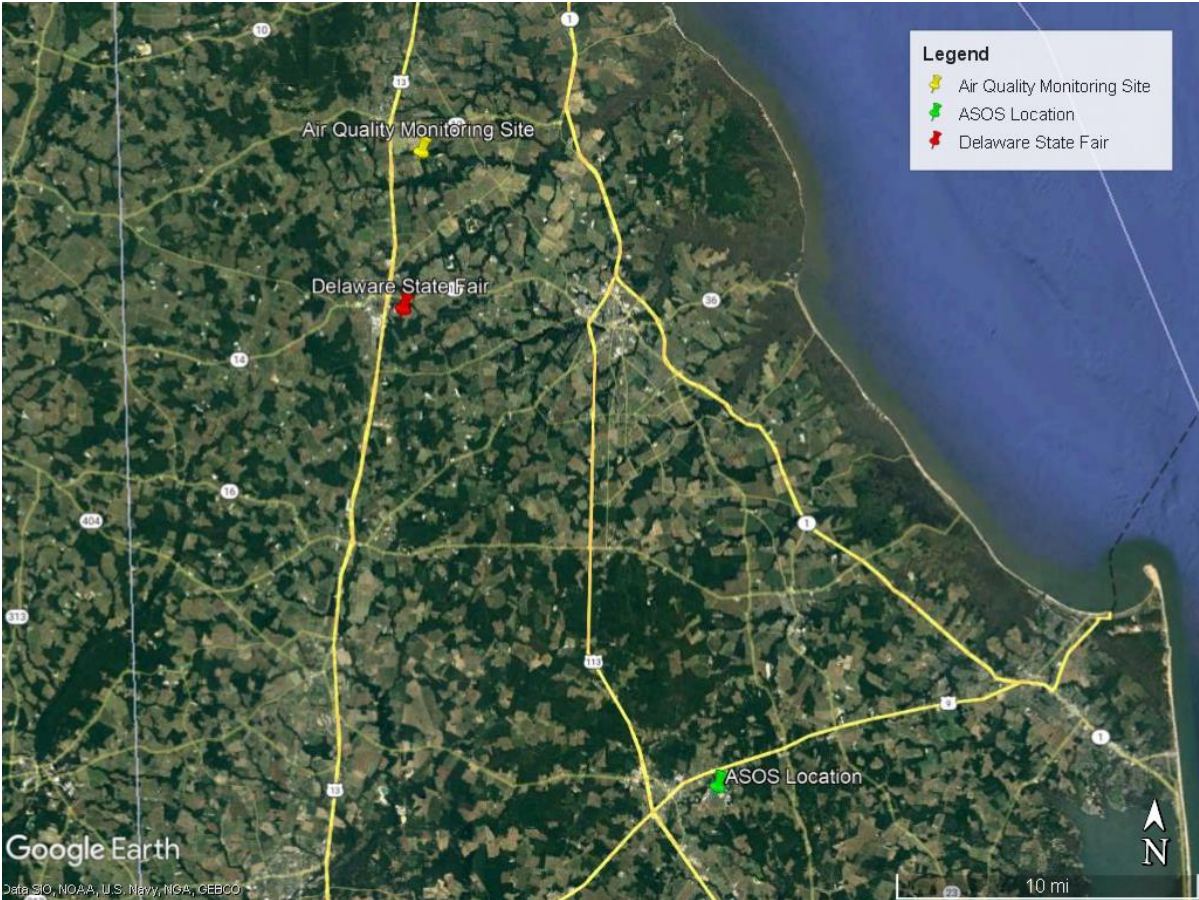 1
10
13
Legend
Air Quality Monitoring Site
ASOS Location
Delaware State Fair
Air Quality Monitoring Site
Delaware State Fair
36
14
16
404
1
313
113
9
1
ASOS Location
13
Google Earth
N
Data SIO, NOAA, U.S. Navy, NGA, GEBCO
10 mi
23